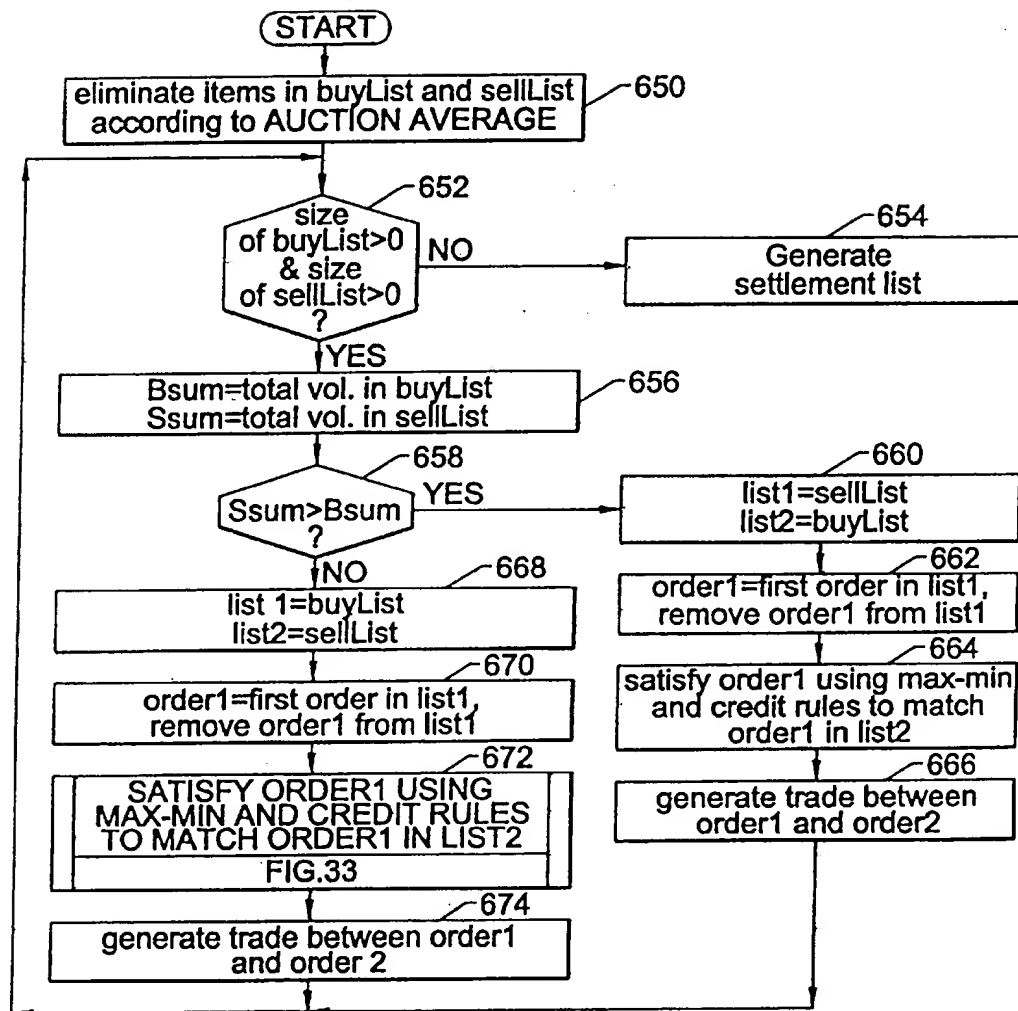 START
eliminate items in buyList and sellList
according to AUCTION AVERAGE
650
652
size
of buyList>0
& size
of sellList>0
?
NO
654
Generate
settlement list
YES
Bsum=total vol. in buyList
Ssum=total vol. in sellList
656
658
Ssum>Bsum
?
YES
660
list1=sellList
list2=buyList
NO
668
list 1=buyList
list2=sellList
662
order1=first order in list1,
remove order1 from list1
670
order1=first order in list1,
remove order1 from list1
664
satisfy order1 using max-min
and credit rules to match
order1 in list2
672
SATISFY ORDER1 USING
MAX-MIN AND CREDIT RULES
TO MATCH ORDER1 IN LIST2
FIG.33
666
generate trade between
order1 and order2
674
generate trade between order1
and order 2